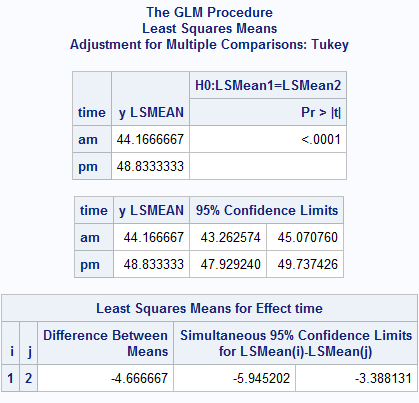 The GLM Procedure
Least Squares Means
Adjustment for Multiple Comparisons: Tukey
H0:LSMean1=LSMean2
time y LSMEAN Pr > |t|
am 44.1666667 <.0001
pm 48.8333333
time y LSMEAN 95% Confidence Limits
am 44.166667 43.262574 45.070760
pm 48.833333 47.929240 49.737426
Least Squares Means for Effect time
Difference Between Simultaneous 95% Confidence Limits
i j Means for LSMean(i)-LSMean(j)
1 2 -4.666667 -5.945202 -3.388131